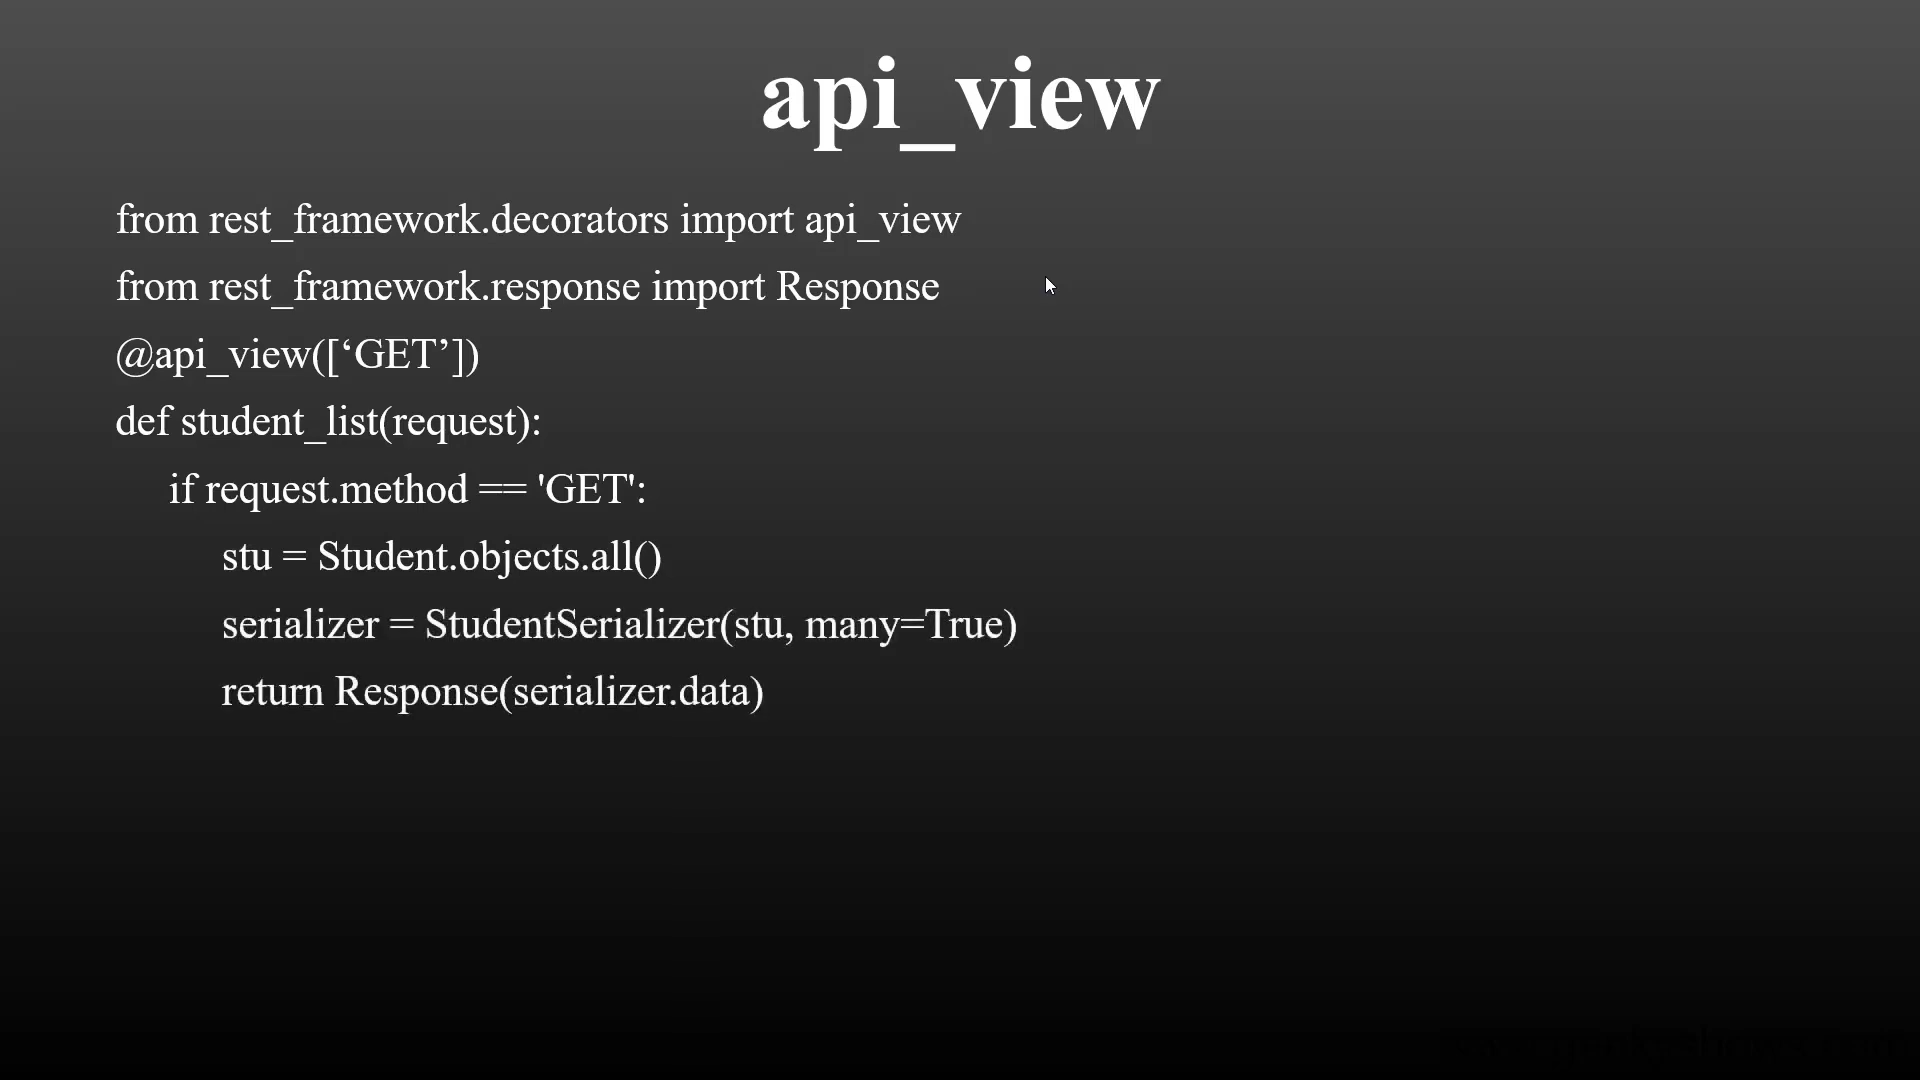 api_view
from rest_framework.decorators import api_view
from rest_framework.response import Response
@api_view([‘GET’])
def student_list(request):
if request.method == 'GET':
stu = Student.objects.all()
serializer = StudentSerializer(stu, many=True)
return Response(serializer.data)